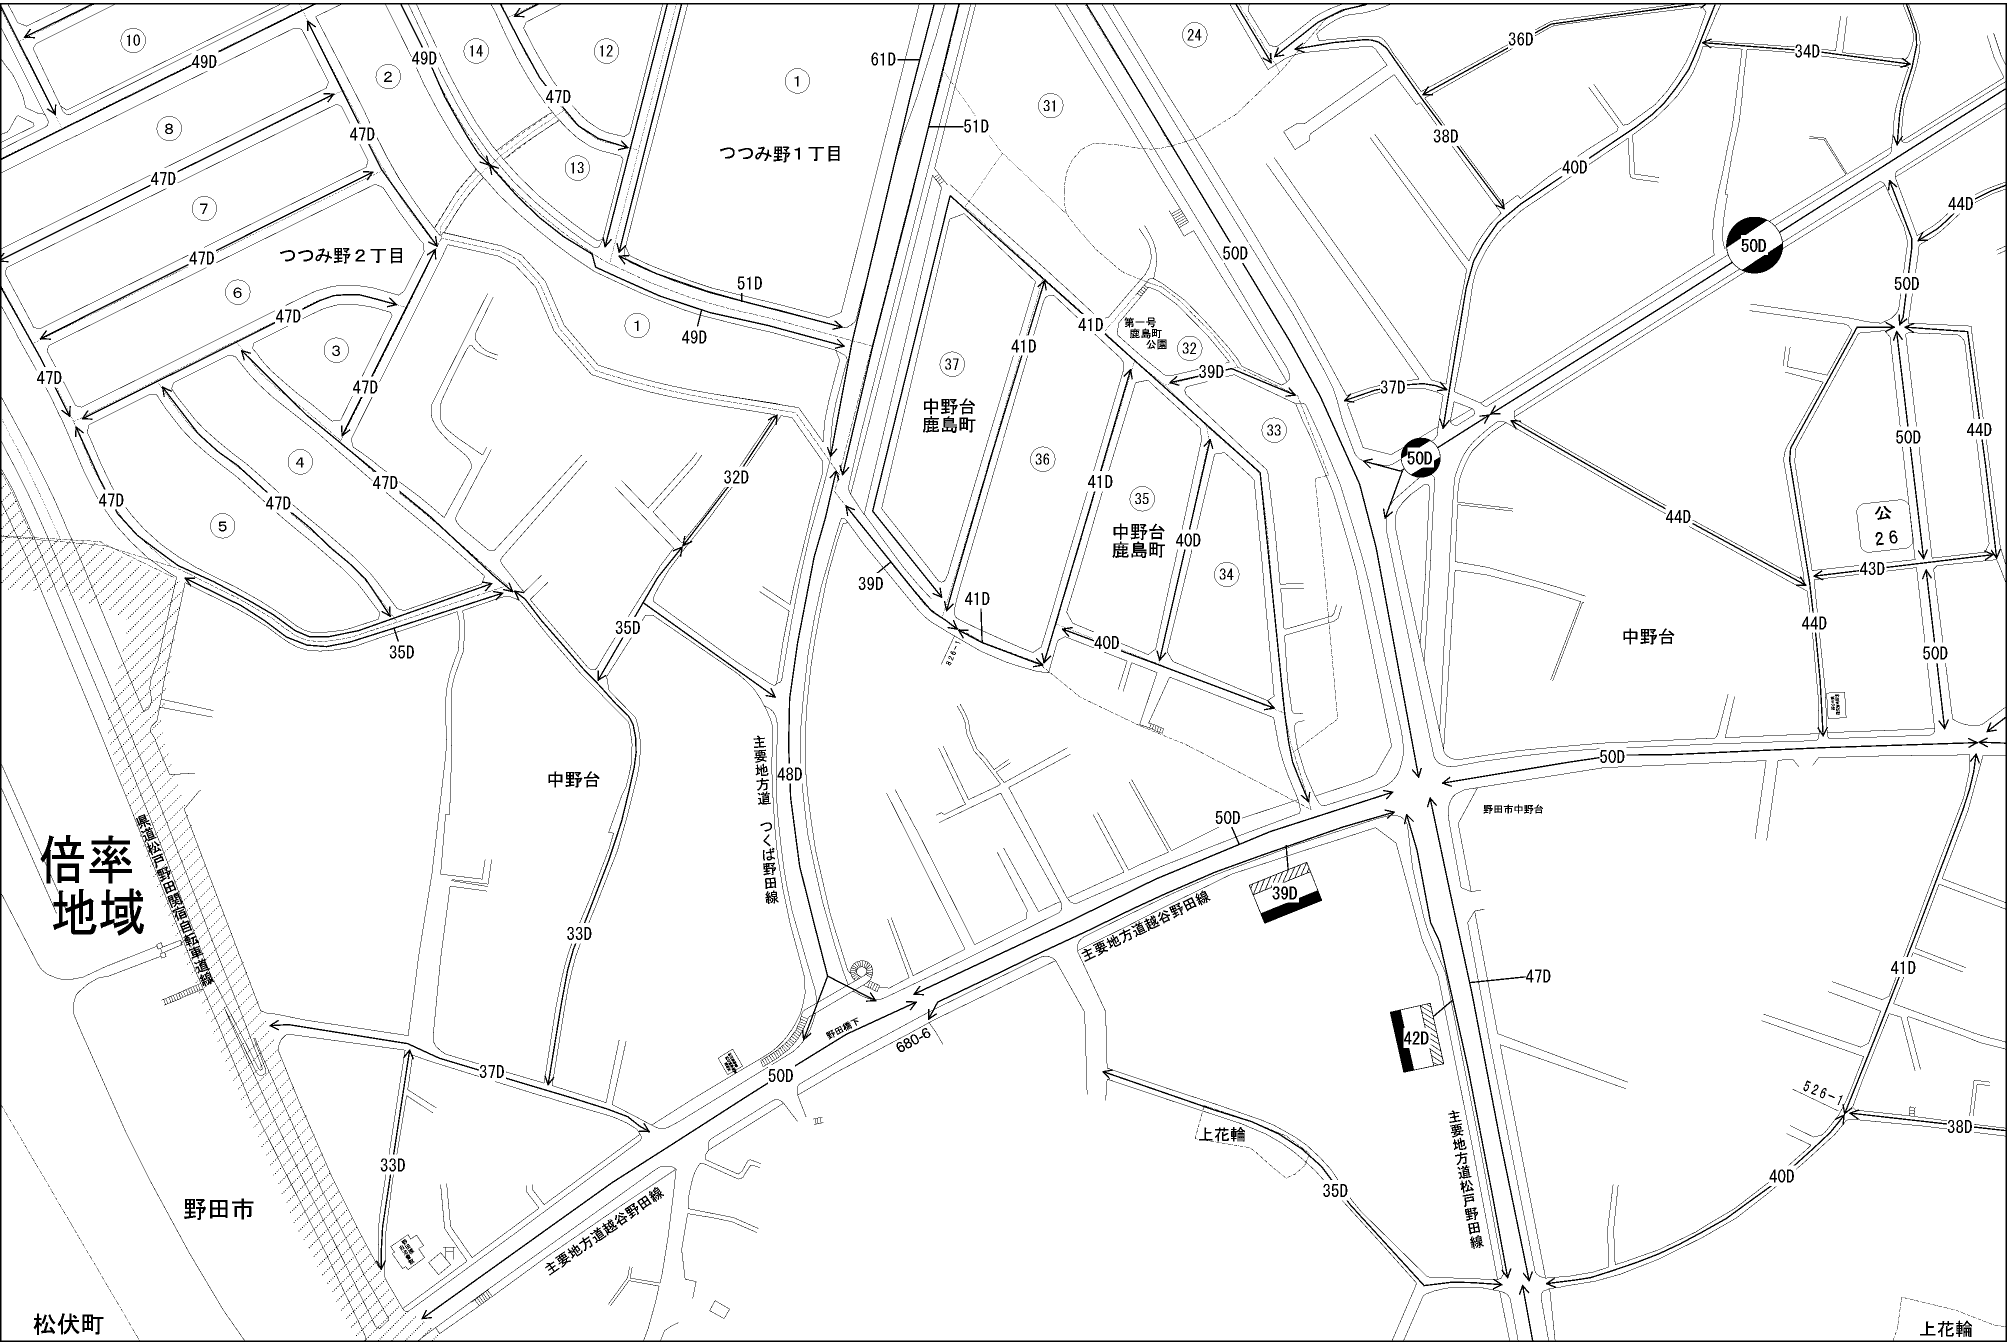 10
49D
49D
14
12
2
47D
8
47D
13
47D
7
47D
つつみ野2丁目
47D
6
47D
3
47D
47D
4
47D
47D
5
47D
35D
1
61D
51D
つつみ野1丁目
51D
49D
1
31
24
36D
34D
38D
40D
44D
50D
50D
50D
41D
第一号
鹿島町
公園
32
39D
37D
41D
37
中野台
鹿島町
36
41D
35
中野台
鹿島町
40D
34
33
50D
44D
50D
44D
公
26
43D
44D
50D
中野台
32D
35D
39D
41D
826-1
40D
中野台
33D
主要地方道 つくば野田線
48D
50D
野田市中野台
50D
39D
主要地方道越谷野田線
倍率
地域
県道松戸野田関宿自転車道線
47D
42D
41D
野田橋下
680-6
50D
37D
33D
上花輪
35D
主要地方道松戸野田線
526-1
38D
40D
野田市
主要地方道越谷野田線
松伏町
上花輪